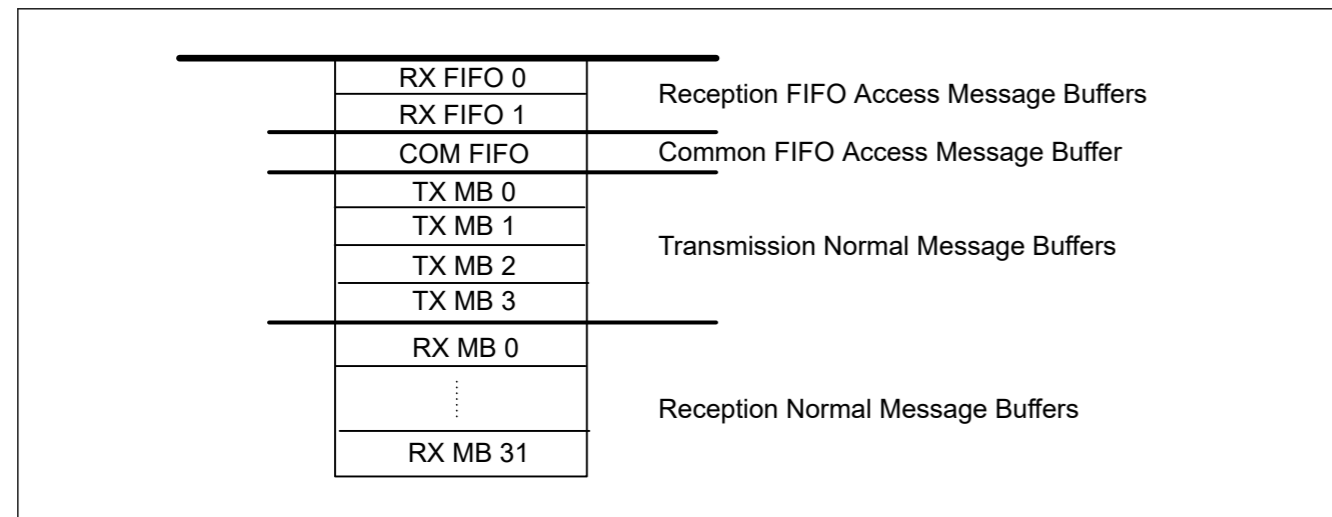 RX FIFO 0
RX FIFO 1
Reception FIFO Access Message Buffers
COM FIFO
Common FIFO Access Message Buffer
TX MB 0
TX MB 1
TX MB 2
TX MB 3
Transmission Normal Message Buffers
RX MB 0
RX MB 31
Reception Normal Message Buffers